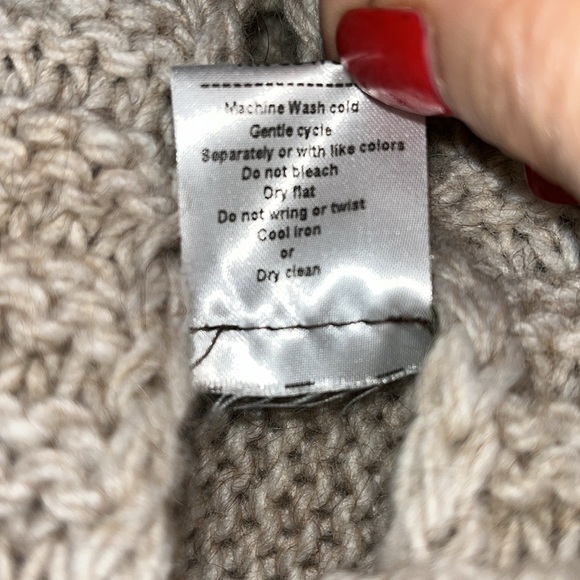 Machine Wash cold
Gentle cycle
Separately or with like colors
Do not bleach
Dry flat
Do not wring or twist
Cool iron
or
Dry clean